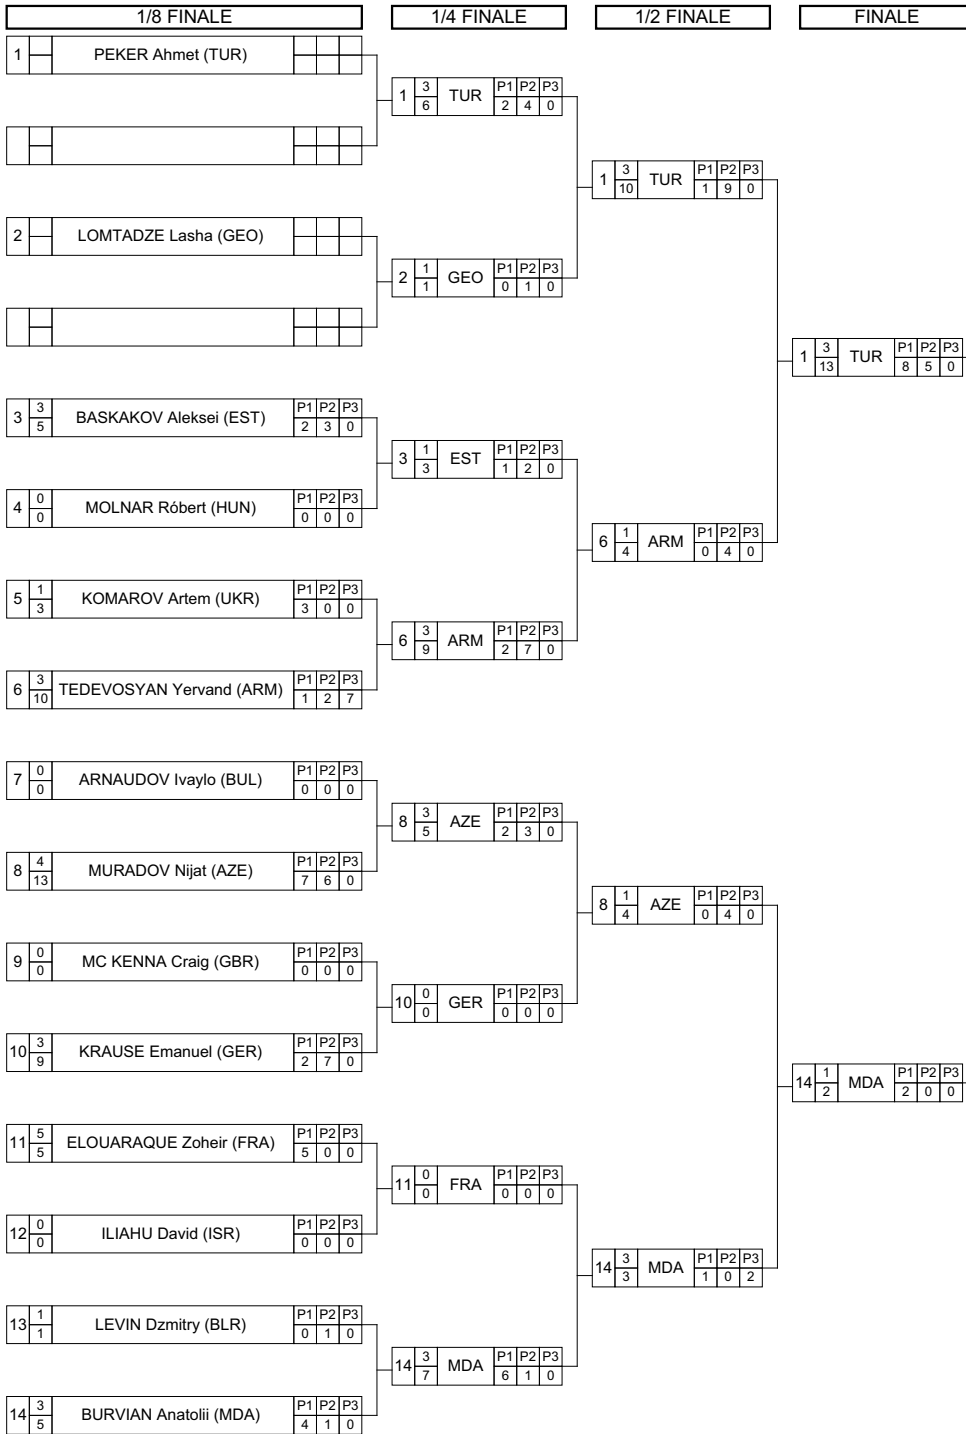 1/8 FINALE 1/4 FINALE 1/2 FINALE FINALE
1 PEKER Ahmet (TUR)
1 3 6 TUR P1 P2 P3 2 4 0
1 3 10 TUR P1 P2 P3 1 9 0
2 LOMTADZE Lasha (GEO)
2 1 1 GEO P1 P2 P3 0 1 0
1 3 13 TUR P1 P2 P3 8 5 0
3 3 5 BASKAKOV Aleksei (EST) P1 P2 P3 2 3 0
3 1 3 EST P1 P2 P3 1 2 0
4 0 0 MOLNAR Róbert (HUN) P1 P2 P3 0 0 0
6 1 4 ARM P1 P2 P3 0 4 0
5 1 3 KOMAROV Artem (UKR) P1 P2 P3 3 0 0
6 3 9 ARM P1 P2 P3 2 7 0
6 3 10 TEDEVOSYAN Yervand (ARM) P1 P2 P3 1 2 7
7 0 0 ARNAUDOV Ivaylo (BUL) P1 P2 P3 0 0 0
8 3 5 AZE P1 P2 P3 2 3 0
8 4 13 MURADOV Nijat (AZE) P1 P2 P3 7 6 0
8 1 4 AZE P1 P2 P3 0 4 0
9 0 0 MC KENNA Craig (GBR) P1 P2 P3 0 0 0
10 0 0 GER P1 P2 P3 0 0 0
10 3 9 KRAUSE Emanuel (GER) P1 P2 P3 2 7 0
14 1 2 MDA P1 P2 P3 2 0 0
11 5 5 ELOUARAQUE Zoheir (FRA) P1 P2 P3 5 0 0
11 0 0 FRA P1 P2 P3 0 0 0
12 0 0 ILIAHU David (ISR) P1 P2 P3 0 0 0
14 3 3 MDA P1 P2 P3 1 0 2
13 1 1 LEVIN Dzmitry (BLR) P1 P2 P3 0 1 0
14 3 7 MDA P1 P2 P3 6 1 0
14 3 5 BURVIAN Anatolii (MDA) P1 P2 P3 4 1 0